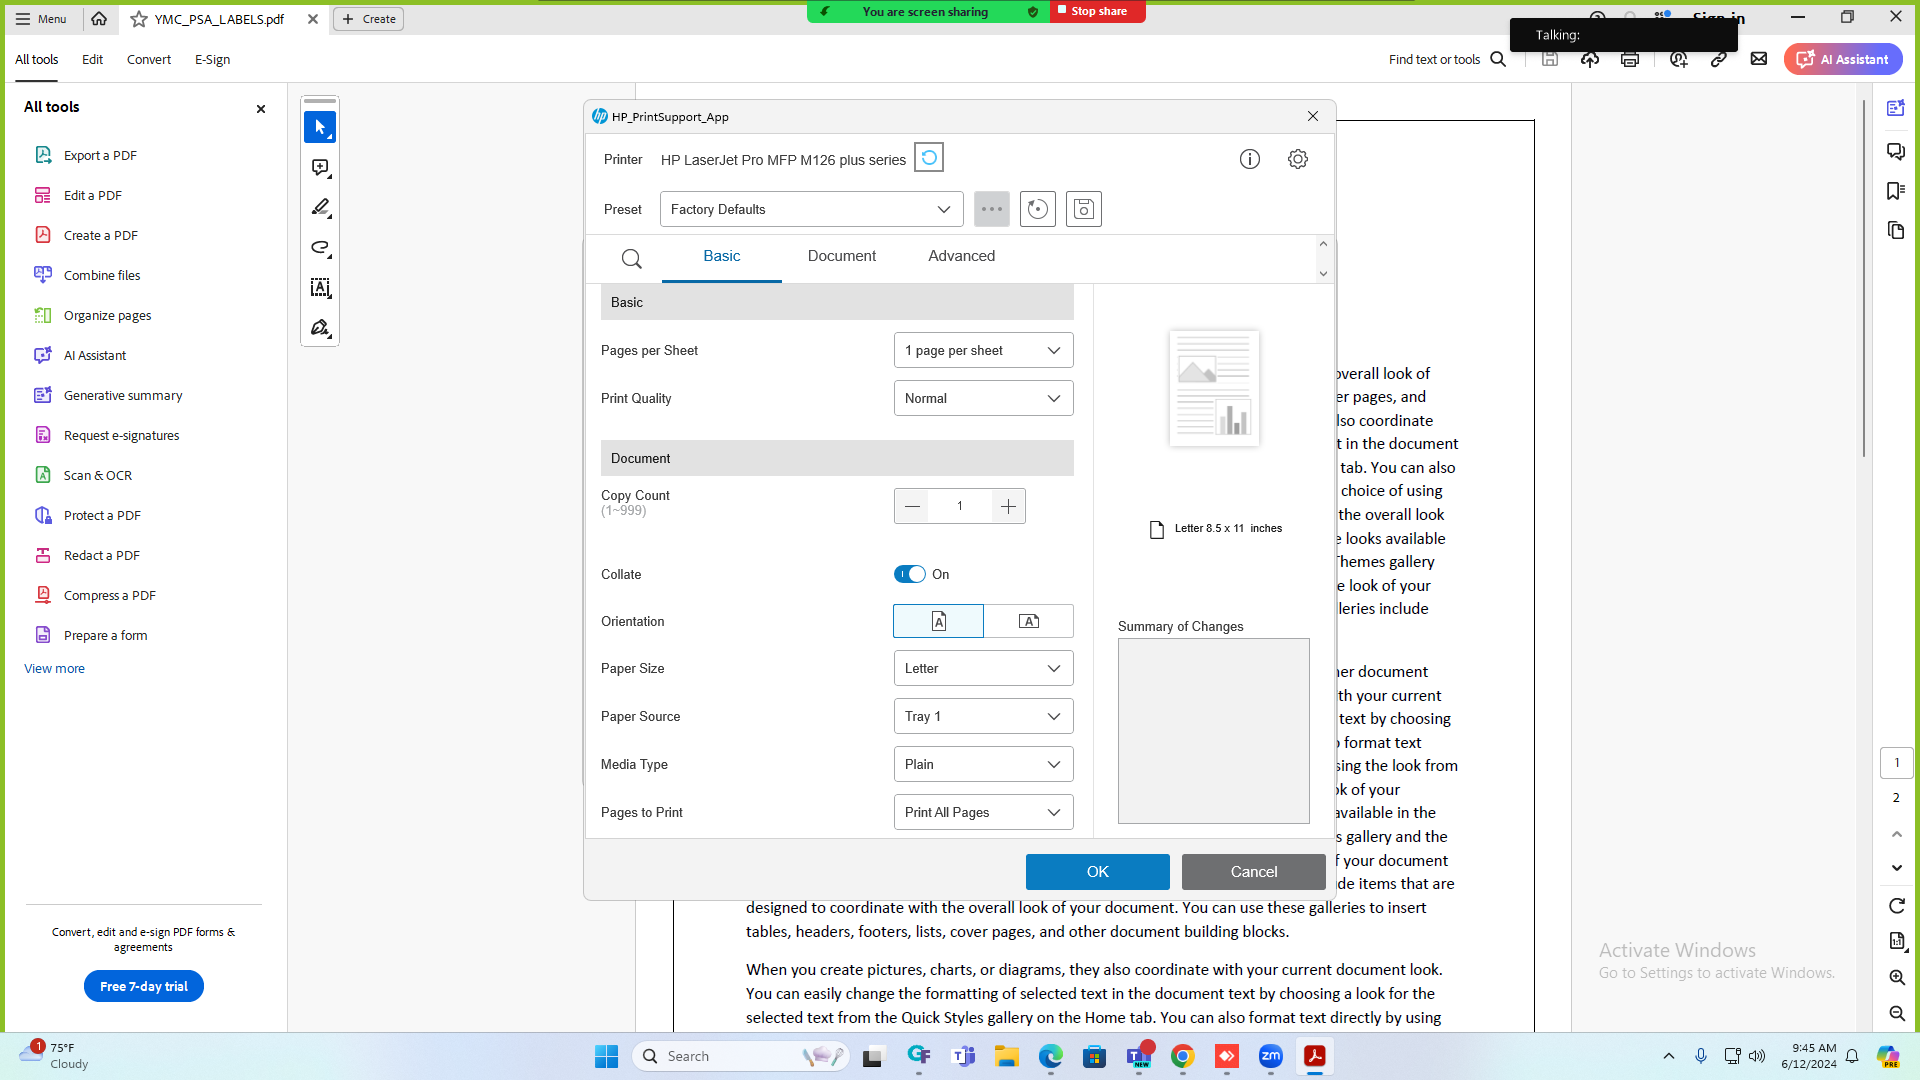 Menu
YMC_PSA_LABELS.pdf
Create
You are screen sharing
Stop share
Talking:
All tools
Edit
Convert
E-Sign
Find text or tools
AI Assistant
All tools
Export a PDF
Edit a PDF
Create a PDF
Combine files
Organize pages
AI Assistant
Generative summary
Request e-signatures
Scan & OCR
Protect a PDF
Redact a PDF
Compress a PDF
Prepare a form
View more
Convert, edit and e-sign PDF forms &
agreements
Free 7-day trial
HP_PrintSupport_App
Printer
HP LaserJet Pro MFP M126 plus series
Preset
Factory Defaults
Basic
Document
Advanced
Basic
Pages per Sheet
1 page per sheet
Print Quality
Normal
Document
Copy Count
(1~999)
1
Collate
On
Orientation
Paper Size
Letter
Paper Source
Tray 1
Media Type
Plain
Pages to Print
Print All Pages
Letter 8.5 x 11 inches
Summary of Changes
OK
Cancel
overall look of
er pages, and
lso coordinate
t in the document
tab. You can also
choice of using
the overall look
e looks available
Themes gallery
e look of your
lleries include
her document
th your current
text by choosing
o format text
sing the look from
ok of your
available in the
s gallery and the
f your document
de items that are
designed to coordinate with the overall look of your document. You can use these galleries to insert
tables, headers, footers, lists, cover pages, and other document building blocks.
When you create pictures, charts, or diagrams, they also coordinate with your current document look.
You can easily change the formatting of selected text in the document text by choosing a look for the
selected text from the Quick Styles gallery on the Home tab. You can also format text directly by using
1
2
Activate Windows
Go to Settings to activate Windows.
1
75°F
Cloudy
Search
NEW
zm
9:45 AM
6/12/2024
PRE